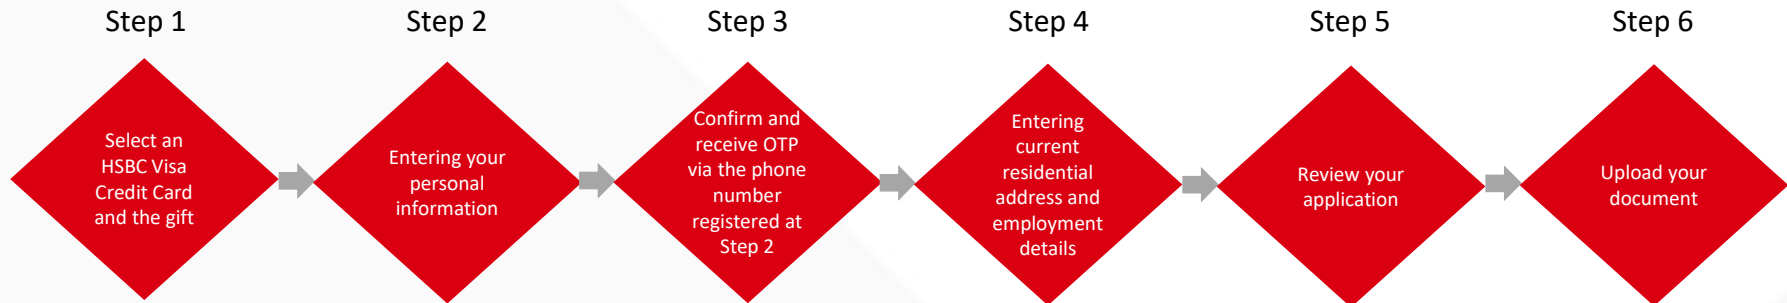 Step 1
Step 2
Step 3
Step 4
Step 5
Step 6
Select an
HSBC Visa
Credit Card
and the gift
Entering your
personal
information
Confirm and
receive OTP
via the phone
number
registered at
Step 2
Entering
current
residential
address and
employment
details
Review your
application
Upload your
document